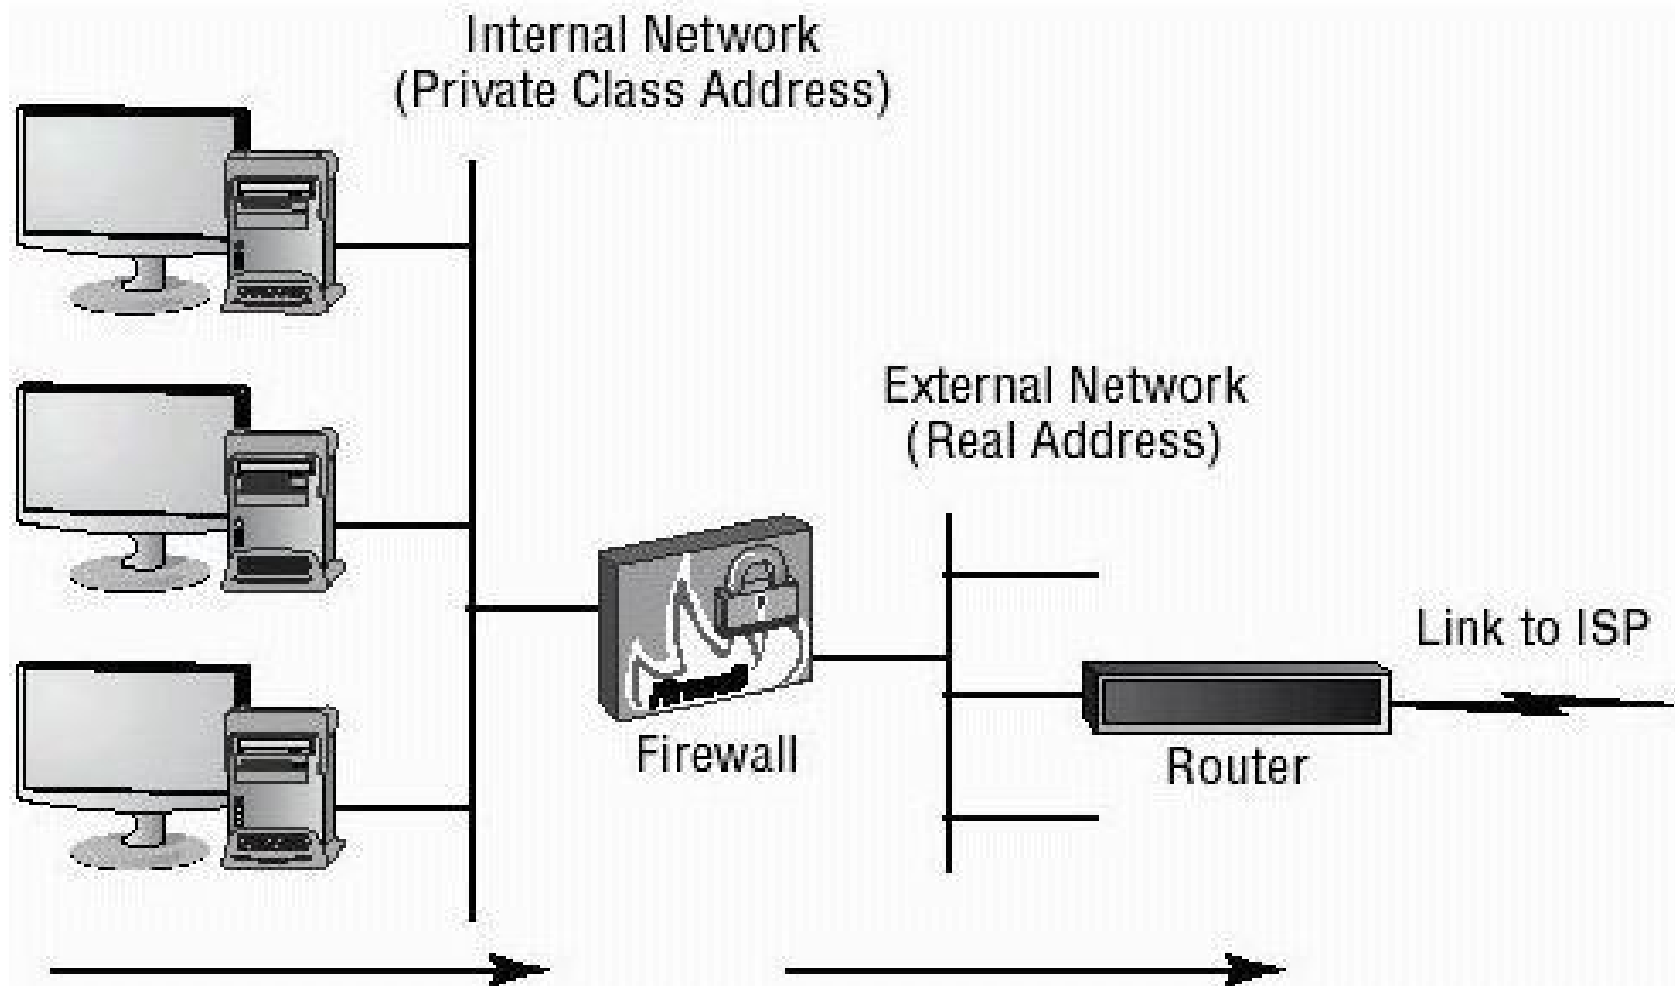 Internal Network
(Private Class Address)
External Network
(Real Address)
Link to ISP
Firewall
Router